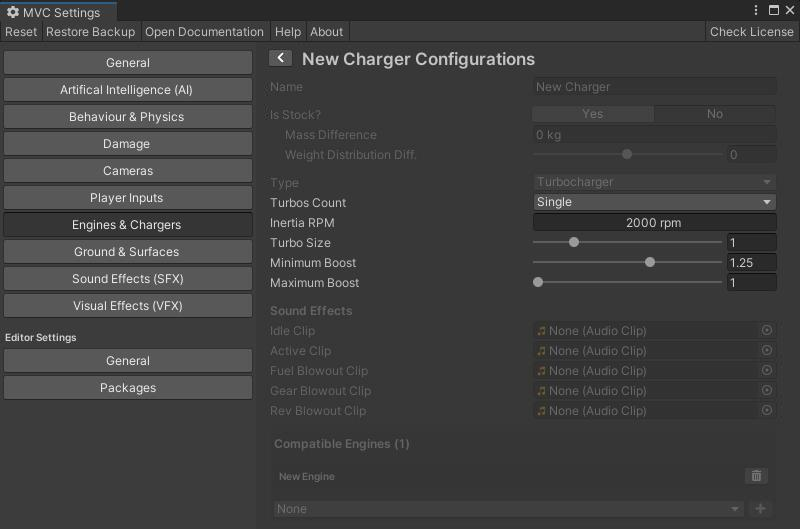 MVC Settings
Reset
Restore Backup
Open Documentation
Help
About
Check License
General
Artifical Intelligence (AI)
Behaviour & Physics
Damage
Cameras
Player Inputs
Engines & Chargers
Ground & Surfaces
Sound Effects (SFX)
Visual Effects (VFX)
Editor Settings
General
Packages
New Charger Configurations
Name New Charger
Is Stock? Yes No
Mass Difference 0 kg
Weight Distribution Diff. 0
Type Turbocharger
Turbos Count Single
Inertia RPM 2000 rpm
Turbo Size 1
Minimum Boost 1.25
Maximum Boost 1
Sound Effects
Idle Clip None (Audio Clip)
Active Clip None (Audio Clip)
Fuel Blowout Clip None (Audio Clip)
Gear Blowout Clip None (Audio Clip)
Rev Blowout Clip None (Audio Clip)
Compatible Engines (1)
New Engine
None